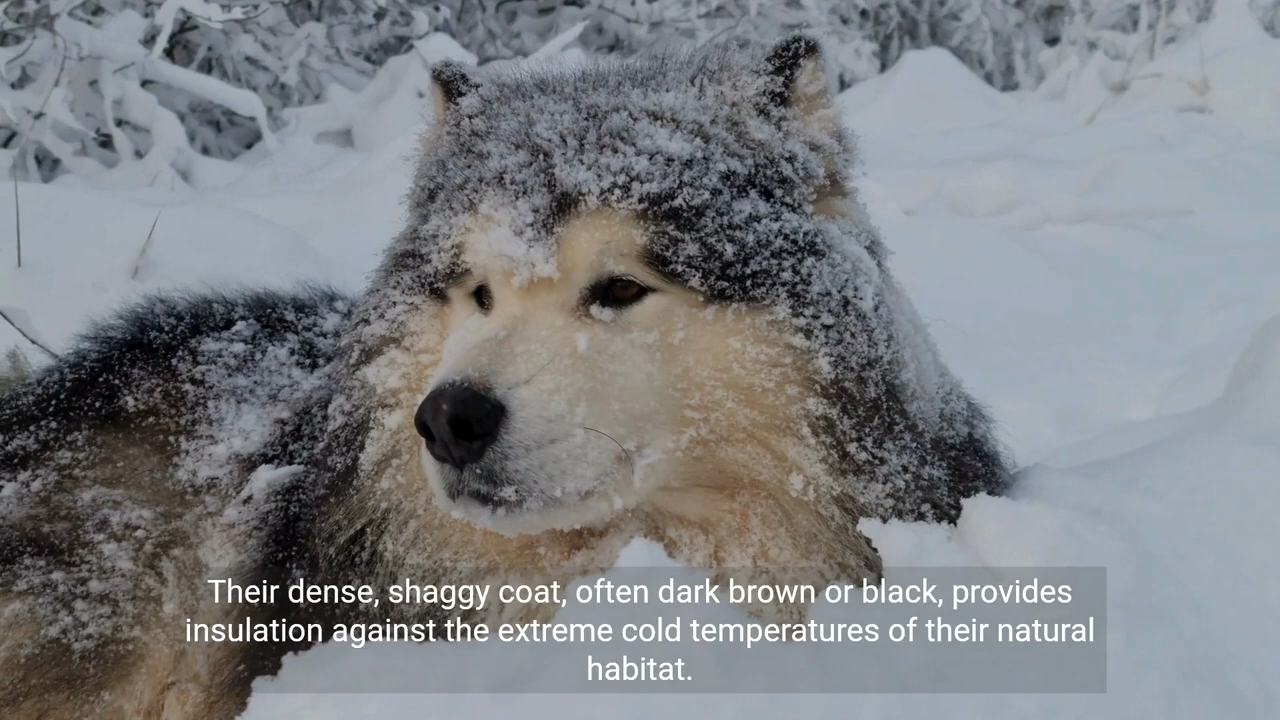 Their dense, shaggy coat, often dark brown or black, provides
insulation against the extreme cold temperatures of their natural
habitat.